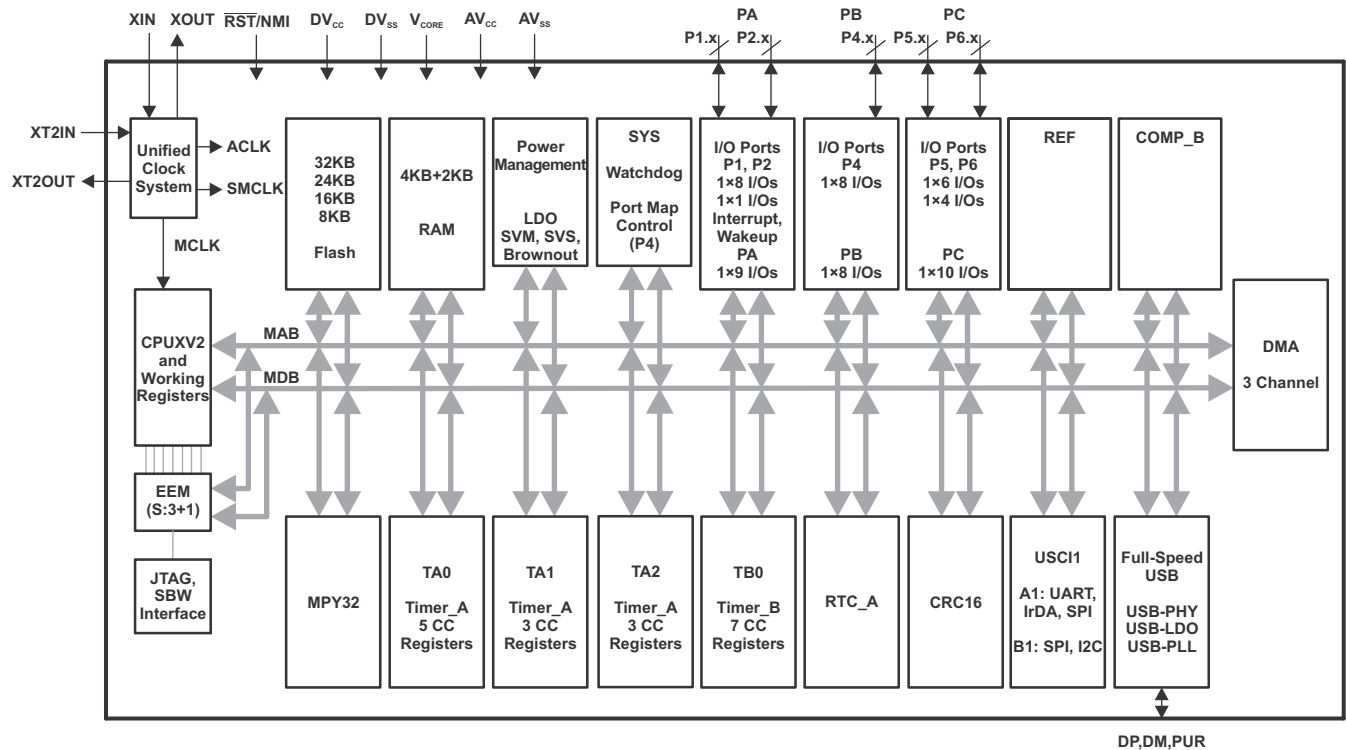 XIN
XOUT
RST/NMI
DVCC
DVSS
VCORE
AVCC
AVSS
PA
P1.x
P2.x
PB
P4.x
PC
P5.x
P6.x
XT2IN
XT2OUT
Unified
Clock
System
ACLK
SMCLK
MCLK
32KB
24KB
16KB
8KB
Flash
4KB+2KB
RAM
Power
Management
LDO
SVM, SVS,
Brownout
SYS
Watchdog
Port Map
Control
(P4)
I/O Ports
P1, P2
1×8 I/Os
1×1 I/Os
Interrupt,
Wakeup
PA
1×9 I/Os
I/O Ports
P4
1×8 I/Os
PB
1×8 I/Os
I/O Ports
P5, P6
1×6 I/Os
1×4 I/Os
PC
1×10 I/Os
REF
COMP_B
CPUXV2
and
Working
Registers
MAB
MDB
DMA
3 Channel
EEM
(S:3+1)
JTAG,
SBW
Interface
MPY32
TA0
Timer_A
5 CC
Registers
TA1
Timer_A
3 CC
Registers
TA2
Timer_A
3 CC
Registers
TB0
Timer_B
7 CC
Registers
RTC_A
CRC16
USCI1
A1: UART,
IrDA, SPI
B1: SPI, I2C
Full-Speed
USB
USB-PHY
USB-LDO
USB-PLL
DP,DM,PUR